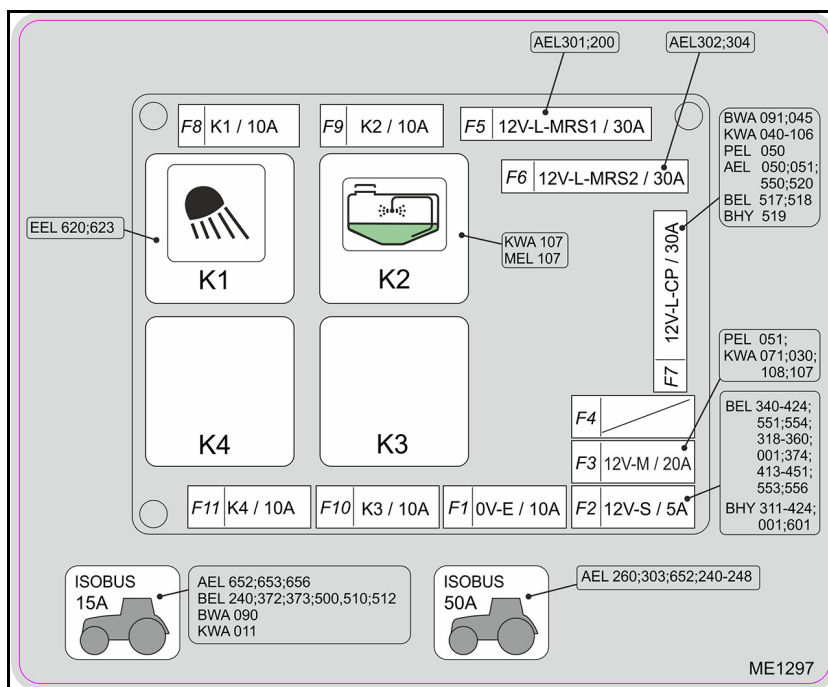 AEL301;200
AEL302;304
F8 K1 / 10A
F9 K2 / 10A
F5 12V-L-MRS1 / 30A
F6 12V-L-MRS2 / 30A
BWA 091;045
KWA 040-106
PEL 050
AEL 050;051;
550;520
BEL 517;518
BHY 519
EEL 620;623
K1
K2
KWA 107
MEL 107
F7 12V-L-CP / 30A
PEL 051;
KWA 071;030;
108;107
K4
K3
F4
F3 12V-M / 20A
BEL 340-424;
551;554;
318-360;
001;374;
413-451;
553;556
BHY 311-424;
001;601
F11 K4 / 10A
F10 K3 / 10A
F1 0V-E / 10A
F2 12V-S / 5A
ISOBUS
15A
AEL 652;653;656
BEL 240;372;373;500,510;512
BWA 090
KWA 011
ISOBUS
50A
AEL 260;303;652;240-248
ME1297